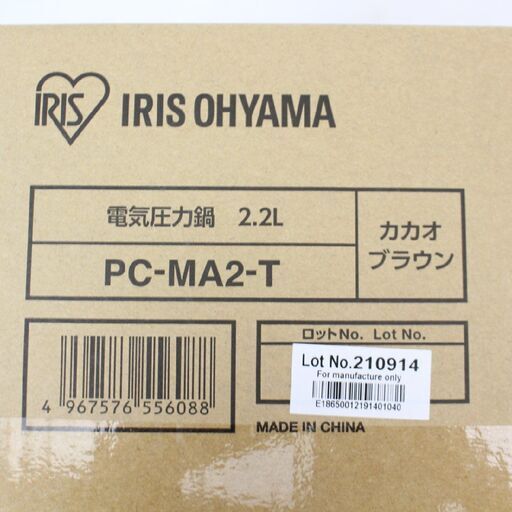 IRIS IRIS OHYAMA
電気圧力鍋 2.2L
PC-MA2-T
カカオ
ブラウン
4 967576 556088
ロットNo. Lot No.
Lot No.210914
For manufacture only
E18650012191401040
MADE IN CHINA